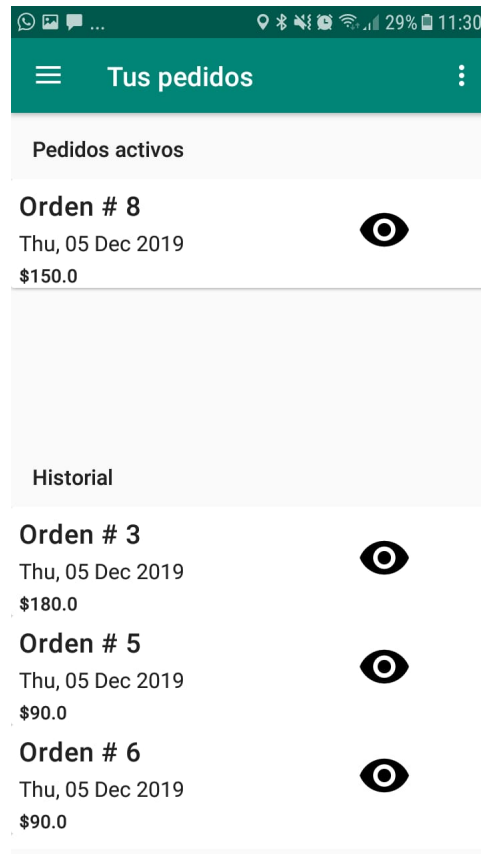 ... 29% 11:30
Tus pedidos
Pedidos activos
Orden # 8
Thu, 05 Dec 2019
$150.0
Historial
Orden # 3
Thu, 05 Dec 2019
$180.0
Orden # 5
Thu, 05 Dec 2019
$90.0
Orden # 6
Thu, 05 Dec 2019
$90.0